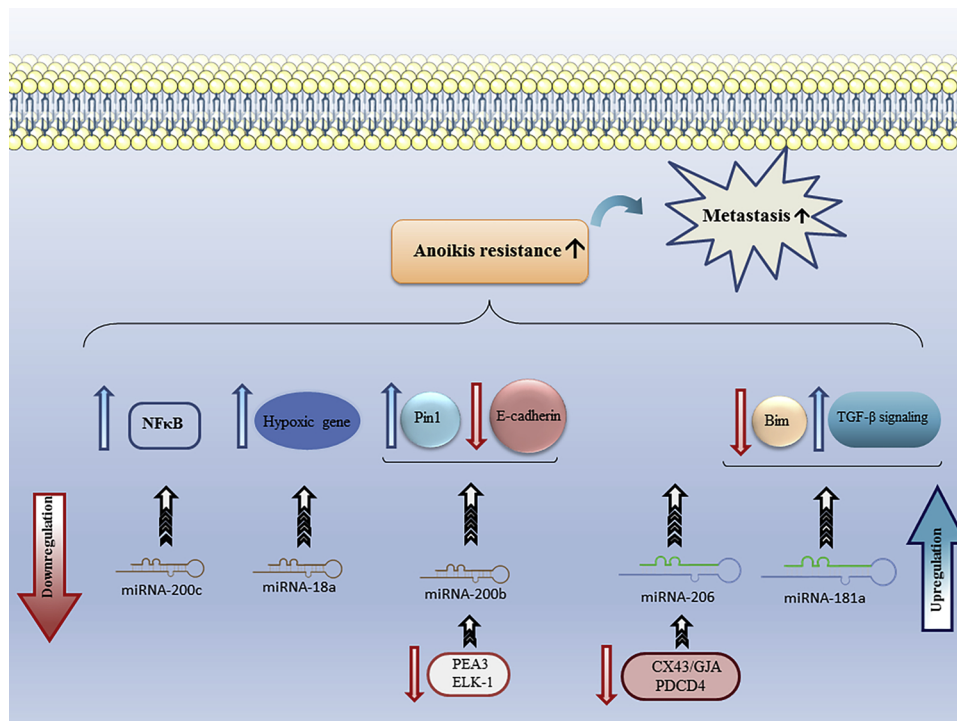 Metastasis ↑
Anoikis resistance ↑
NFκB
Hypoxic gene
Pin1
E-cadherin
Bim
TGF-β signaling
Downregulation
Upregulation
miRNA-200c
miRNA-18a
miRNA-200b
miRNA-206
miRNA-181a
PEA3
ELK-1
CX43/GJA
PDCD4